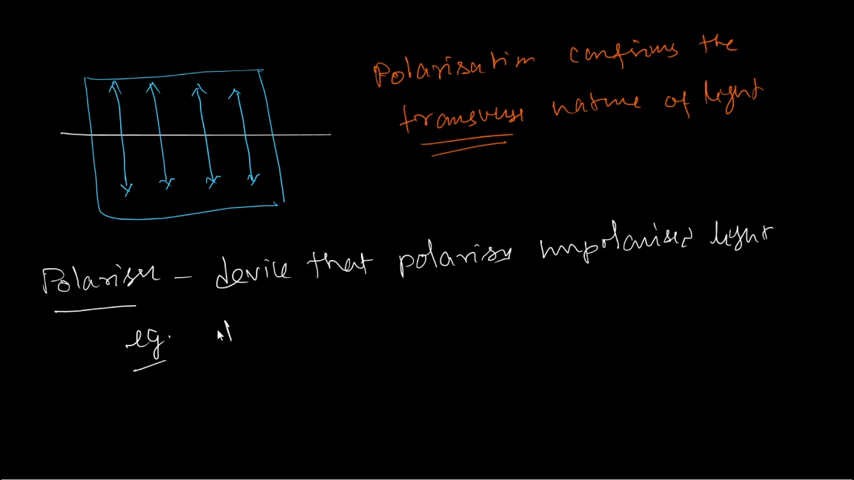 Polarisation confirms the
transverse nature of light
Polariser - device that polarises unpolarised light
eg.